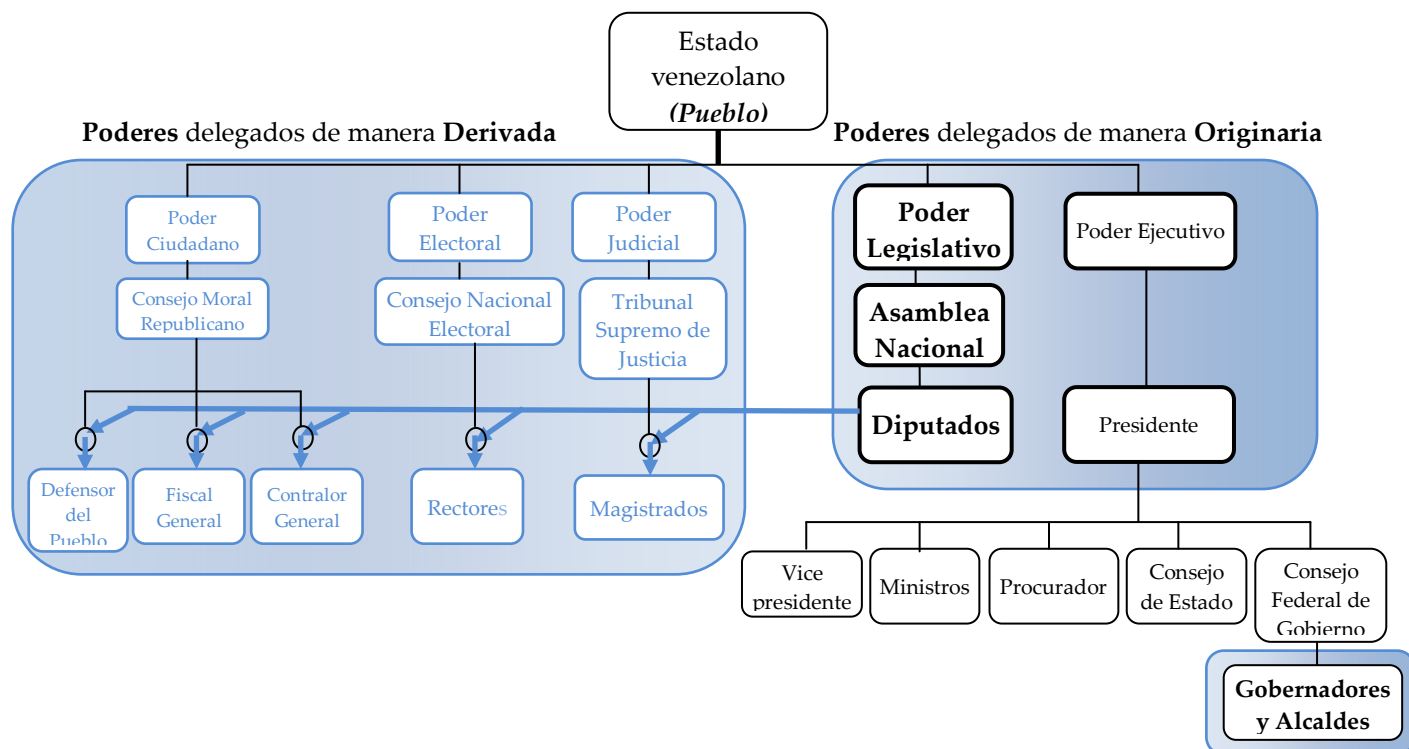 Estado
venezolano
(Pueblo)
Poderes delegados de manera Derivada
Poderes delegados de manera Originaria
Poder
Ciudadano
Poder
Electoral
Poder
Judicial
Poder
Legislativo
Poder Ejecutivo
Consejo Moral
Republicano
Consejo Nacional
Electoral
Tribunal
Supremo de
Justicia
Asamblea
Nacional
Diputados
Presidente
Defensor
del
Pueblo
Fiscal
General
Contralor
General
Rectores
Magistrados
Vice
presidente
Ministros
Procurador
Consejo
de Estado
Consejo
Federal de
Gobierno
Gobernadores
y Alcaldes